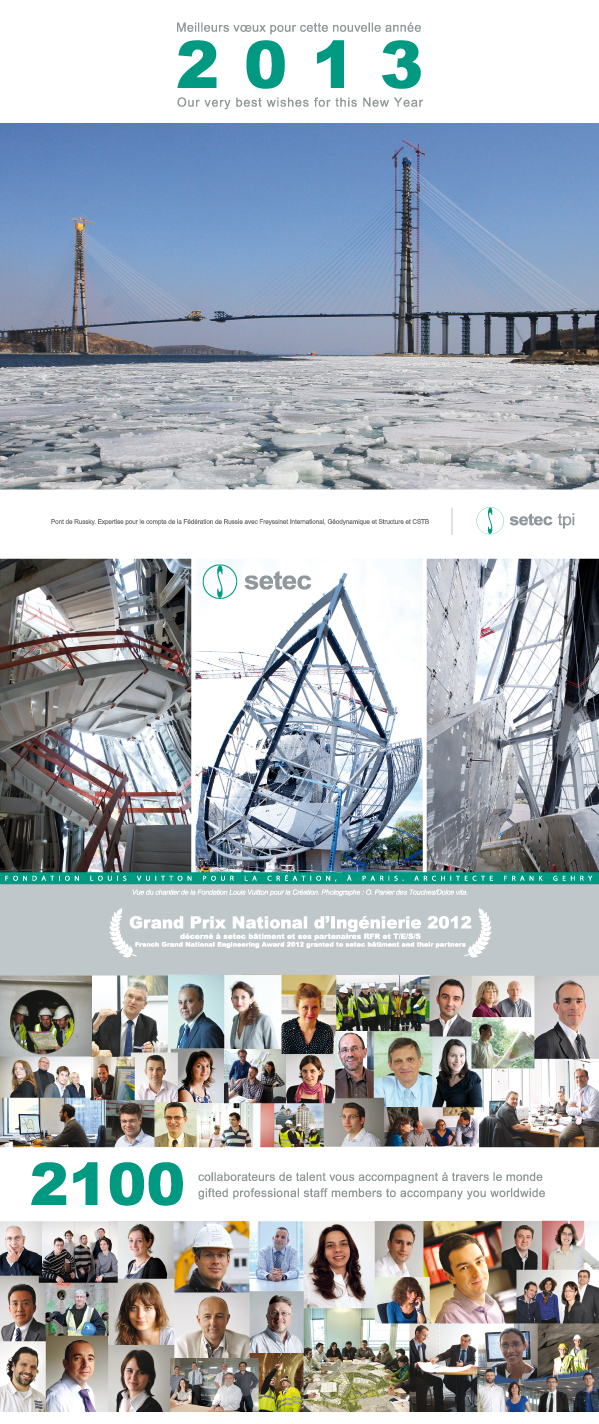 Meilleurs vœux pour cette nouvelle année
2013
Our very best wishes for this New Year
Pont de Russky. Expertise pour le compte de la Fédération de Russie avec Freyssinet International, Géodynamique et Structure et CSTB
setec tpi
setec
FONDATION LOUIS VUITTON POUR LA CRÉATION, À PARIS. ARCHITECTE FRANK GEHRY
Vue du chantier de la Fondation Louis Vuitton pour la Création. Photographe : O. Panier des Touches/Dolce vita.
Grand Prix National d'Ingénierie 2012
décerné à setec bâtiment et ses partenaires RFR et T/E/S/S
French Grand National Engineering Award 2012 granted to setec bâtiment and their partners
2100
collaborateurs de talent vous accompagnent à travers le monde
gifted professional staff members to accompany you worldwide